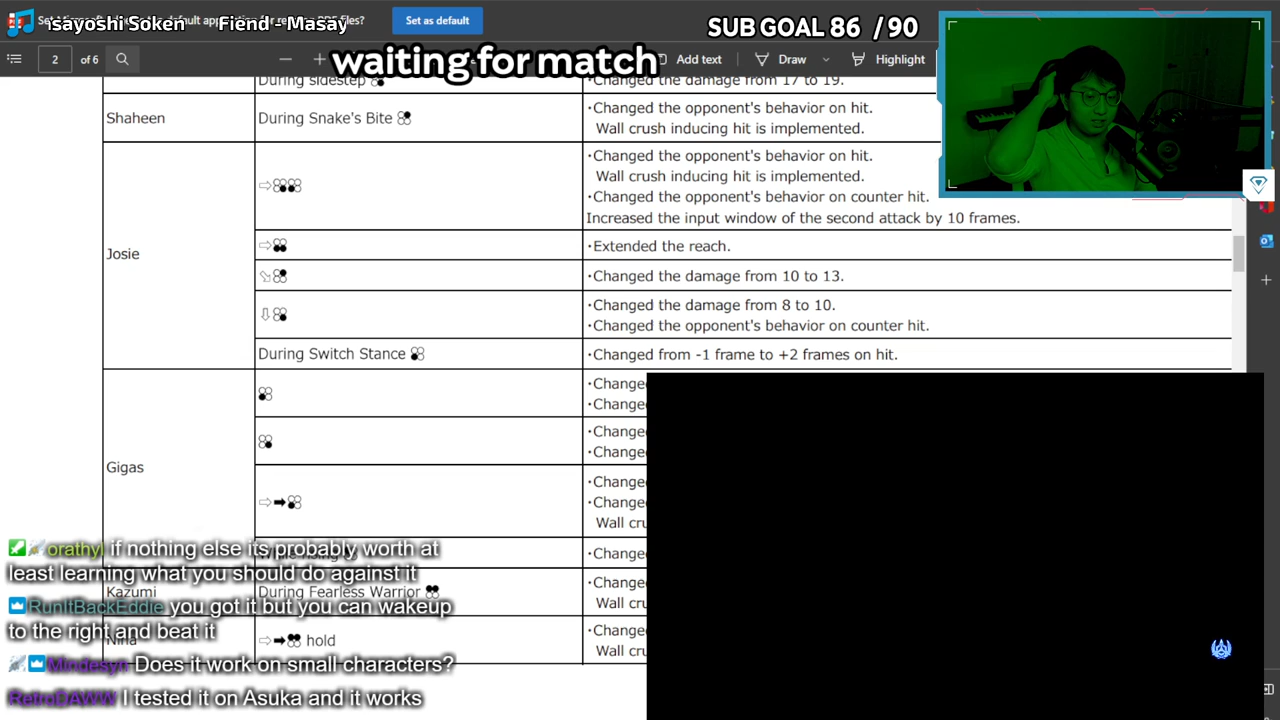 Masayoshi Soken
Fiend - Masay
default
files?
Set as default
SUB GOAL 86 / 90
waiting for match
2 of 6
Add text
Draw
Highlight
During sidestep
Changed the damage from 17 to 19.
Shaheen
During Snake's Bite
・Changed the opponent's behavior on hit.
Wall crush inducing hit is implemented.
Josie
⇨
・Changed the opponent's behavior on hit.
Wall crush inducing hit is implemented.
・Changed the opponent's behavior on counter hit.
Increased the input window of the second attack by 10 frames.
⇨
・Extended the reach.
・Changed the damage from 10 to 13.
⇩
・Changed the damage from 8 to 10.
・Changed the opponent's behavior on counter hit.
During Switch Stance
・Changed from -1 frame to +2 frames on hit.
Gigas
・Change
・Change
・Change
・Change
⇨➡
・Change
・Change
Wall cru
・Change
Kazumi
During Fearless Warrior
・Change
Wall cru
Nina
⇨➡ hold
・Change
Wall cru
orathyl if nothing else its probably worth at
least learning what you should do against it
RunItBackEddie you got it but you can wakeup
to the right and beat it
Mindesyn Does it work on small characters?
RetroDAWW I tested it on Asuka and it works